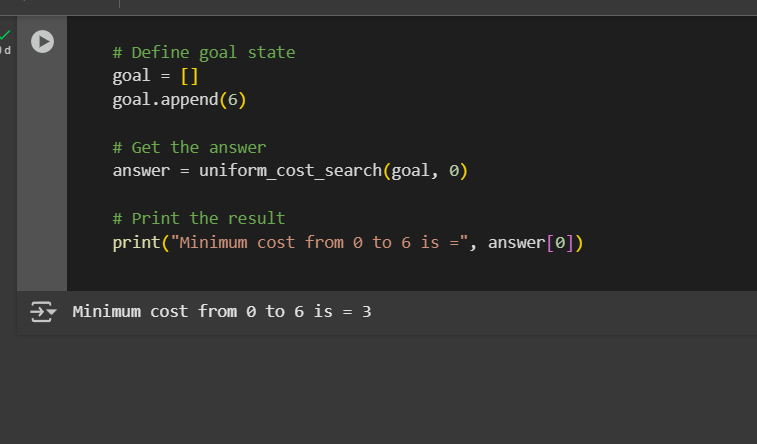 # Define goal state
goal = []
goal.append(6)
# Get the answer
answer = uniform_cost_search(goal, 0)
# Print the result
print("Minimum cost from 0 to 6 is =", answer[0])
Minimum cost from 0 to 6 is = 3